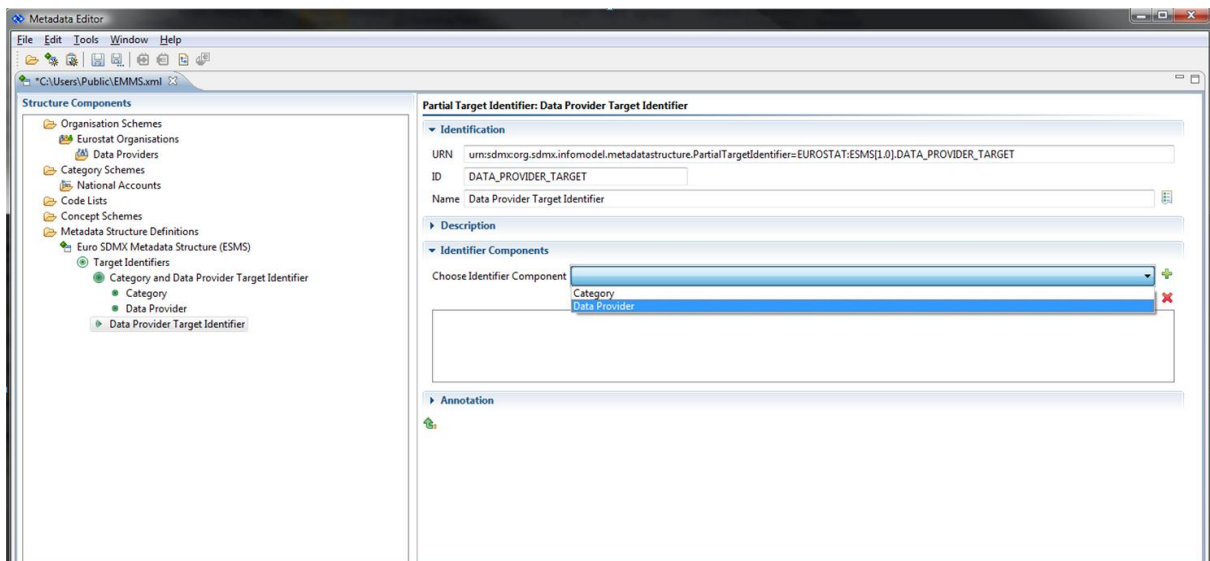 Metadata Editor
File Edit Tools Window Help
*C:\Users\Public\EMMS.xml
Structure Components
Organisation Schemes
Eurostat Organisations
Data Providers
Category Schemes
National Accounts
Code Lists
Concept Schemes
Metadata Structure Definitions
Euro SDMX Metadata Structure (ESMS)
Target Identifiers
Category and Data Provider Target Identifier
Category
Data Provider
Data Provider Target Identifier
Partial Target Identifier: Data Provider Target Identifier
Identification
URN urn:sdmx:org.sdmx.infomodel.metadatastructure.PartialTargetIdentifier=EUROSTAT:ESMS[1.0].DATA_PROVIDER_TARGET
ID DATA_PROVIDER_TARGET
Name Data Provider Target Identifier
Description
Identifier Components
Choose Identifier Component
Category
Data Provider
Annotation